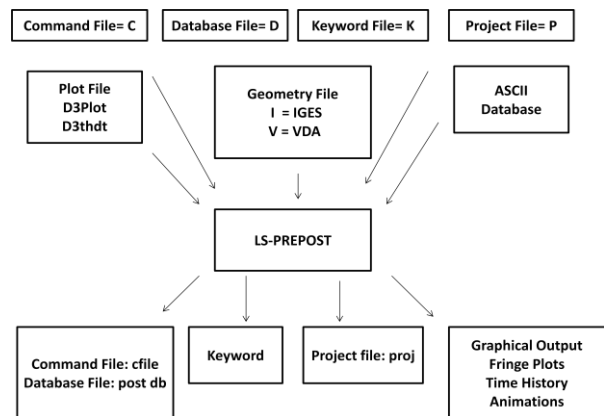 Command File= C
Database File= D
Keyword File= K
Project File= P
Plot File
D3Plot
D3thdt
Geometry File
I = IGES
V = VDA
ASCII
Database
LS-PREPOST
Command File: cfile
Database File: post db
Keyword
Project file: proj
Graphical Output
Fringe Plots
Time History
Animations